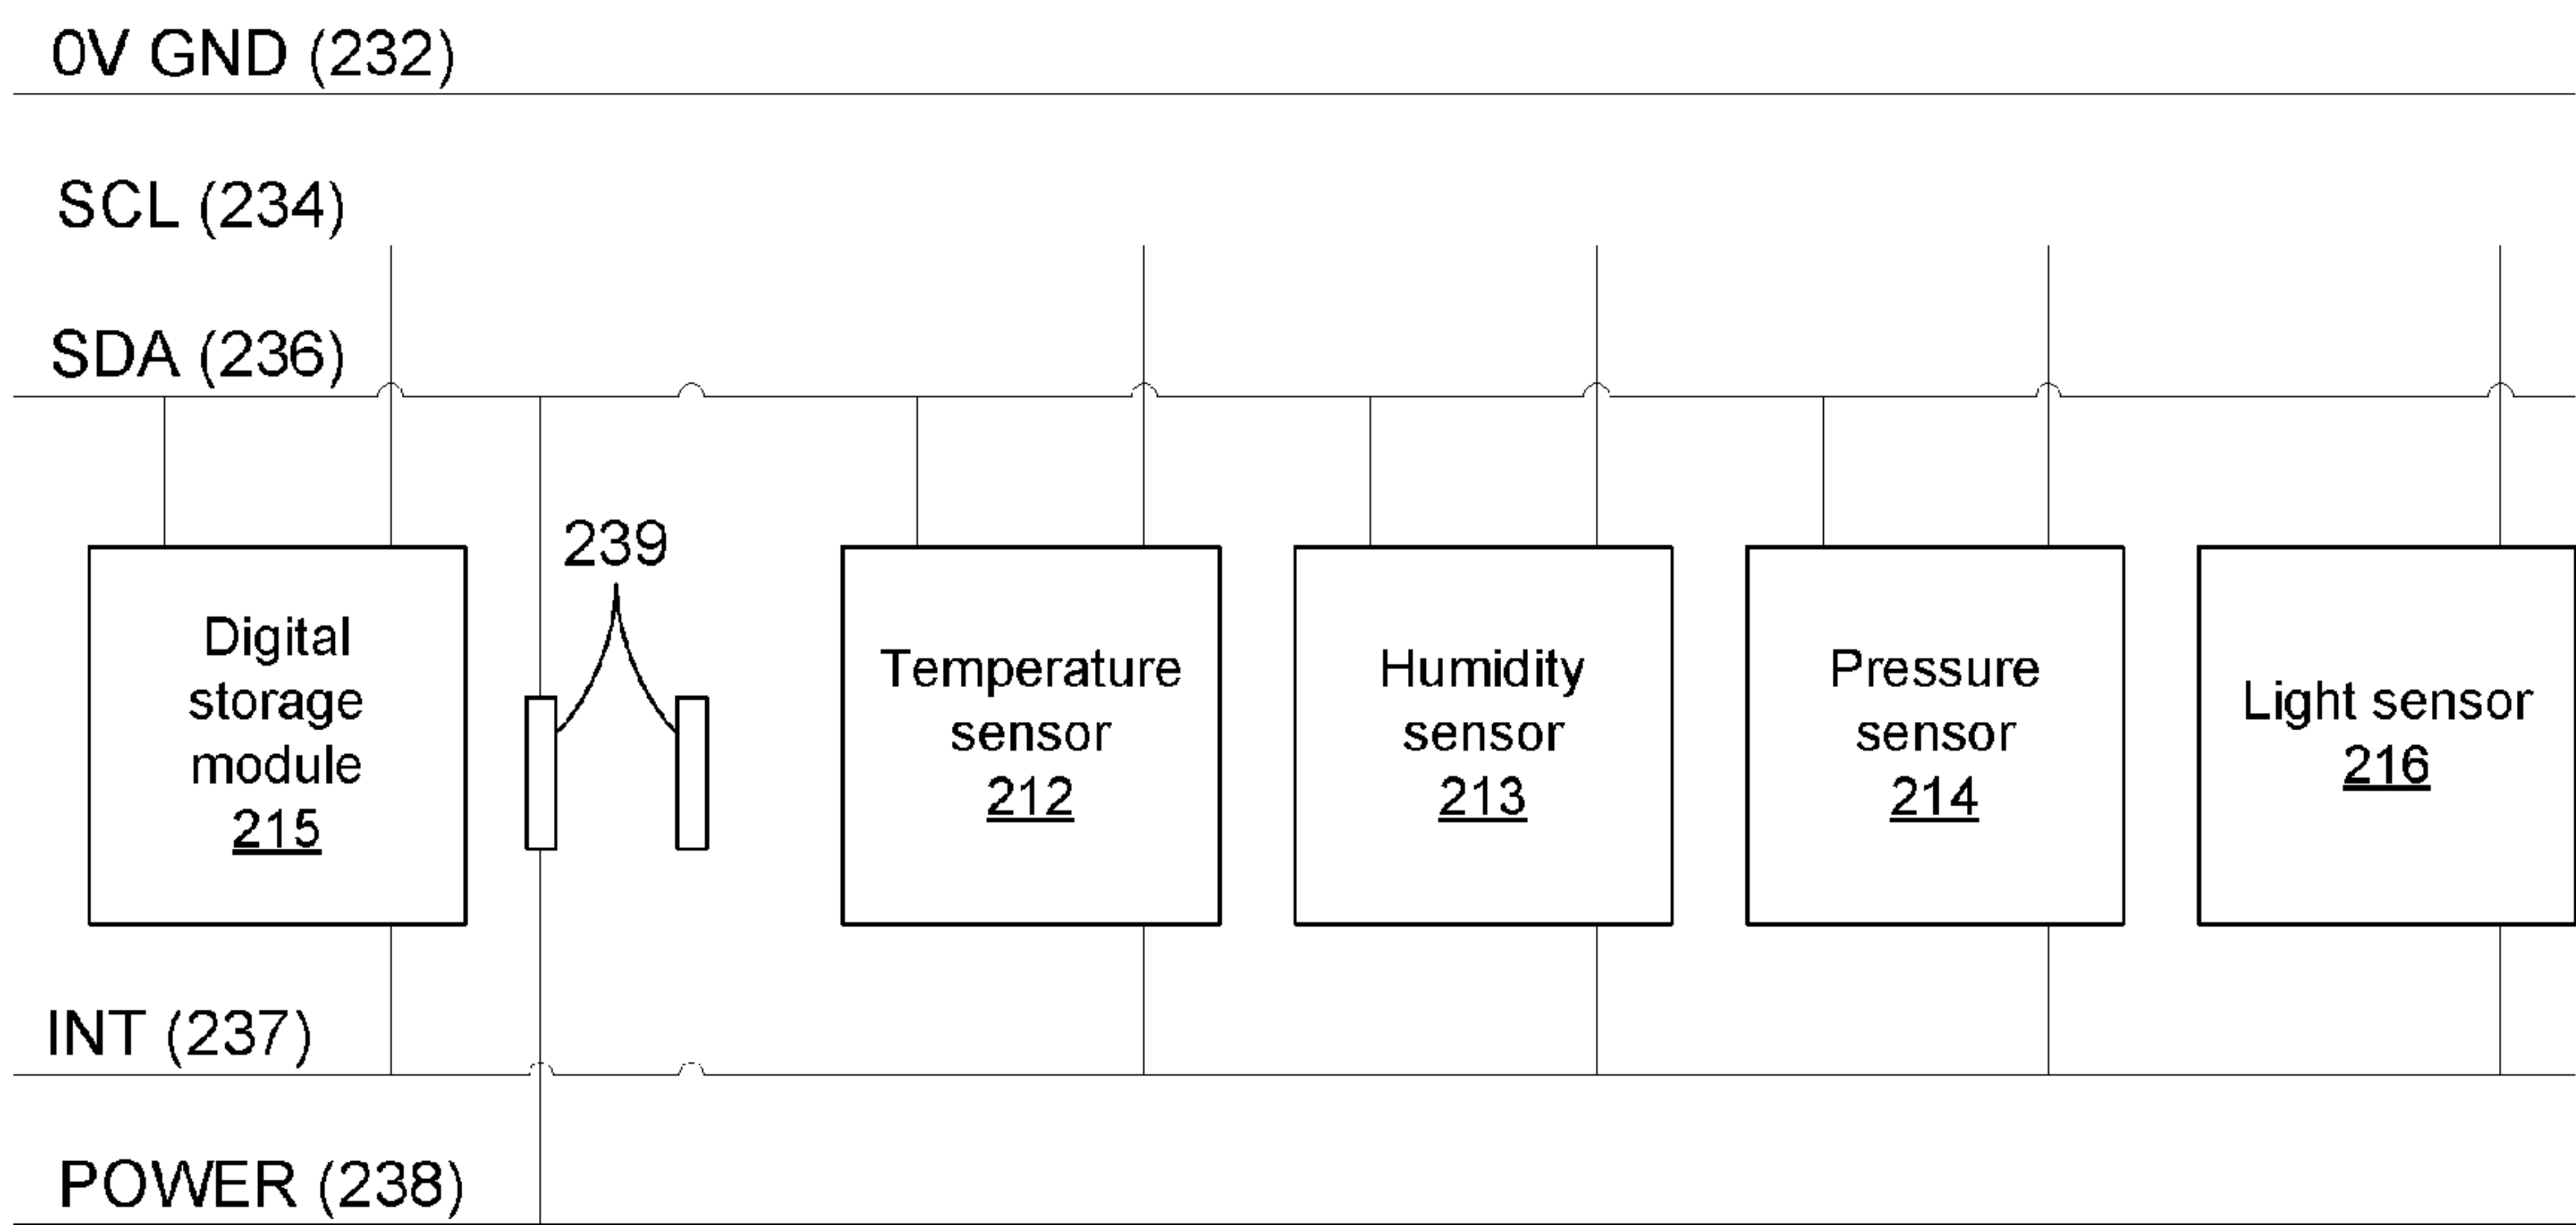 0V GND (232)
SCL (234)
SDA (236)
239
Digital
storage
module
215
Temperature
sensor
212
Humidity
sensor
213
Pressure
sensor
214
Light sensor
216
INT (237)
POWER (238)